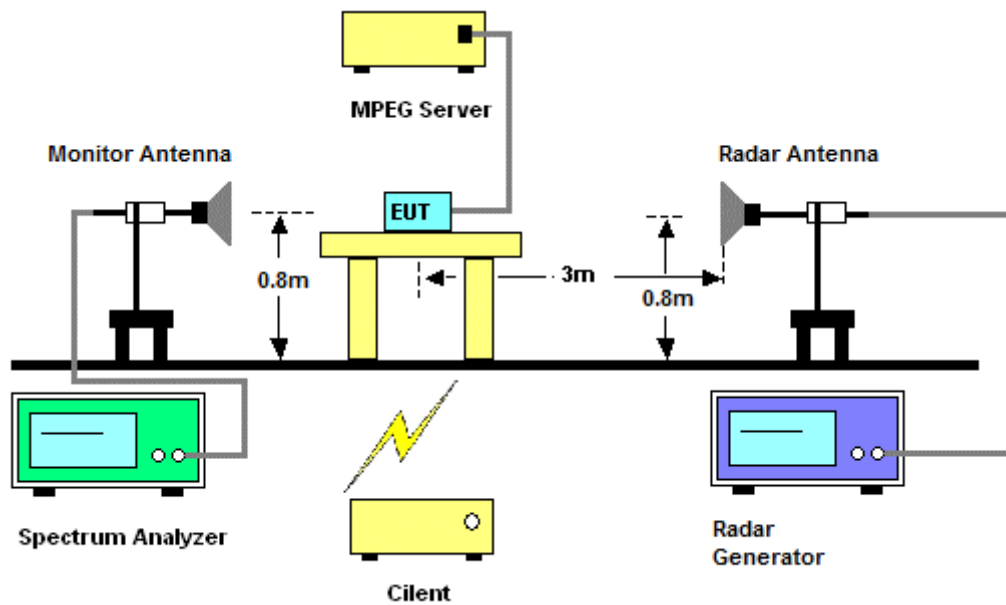 MPEG Server
Monitor Antenna
Radar Antenna
EUT
0.8m
3m
0.8m
Spectrum Analyzer
Cilent
Radar
Generator